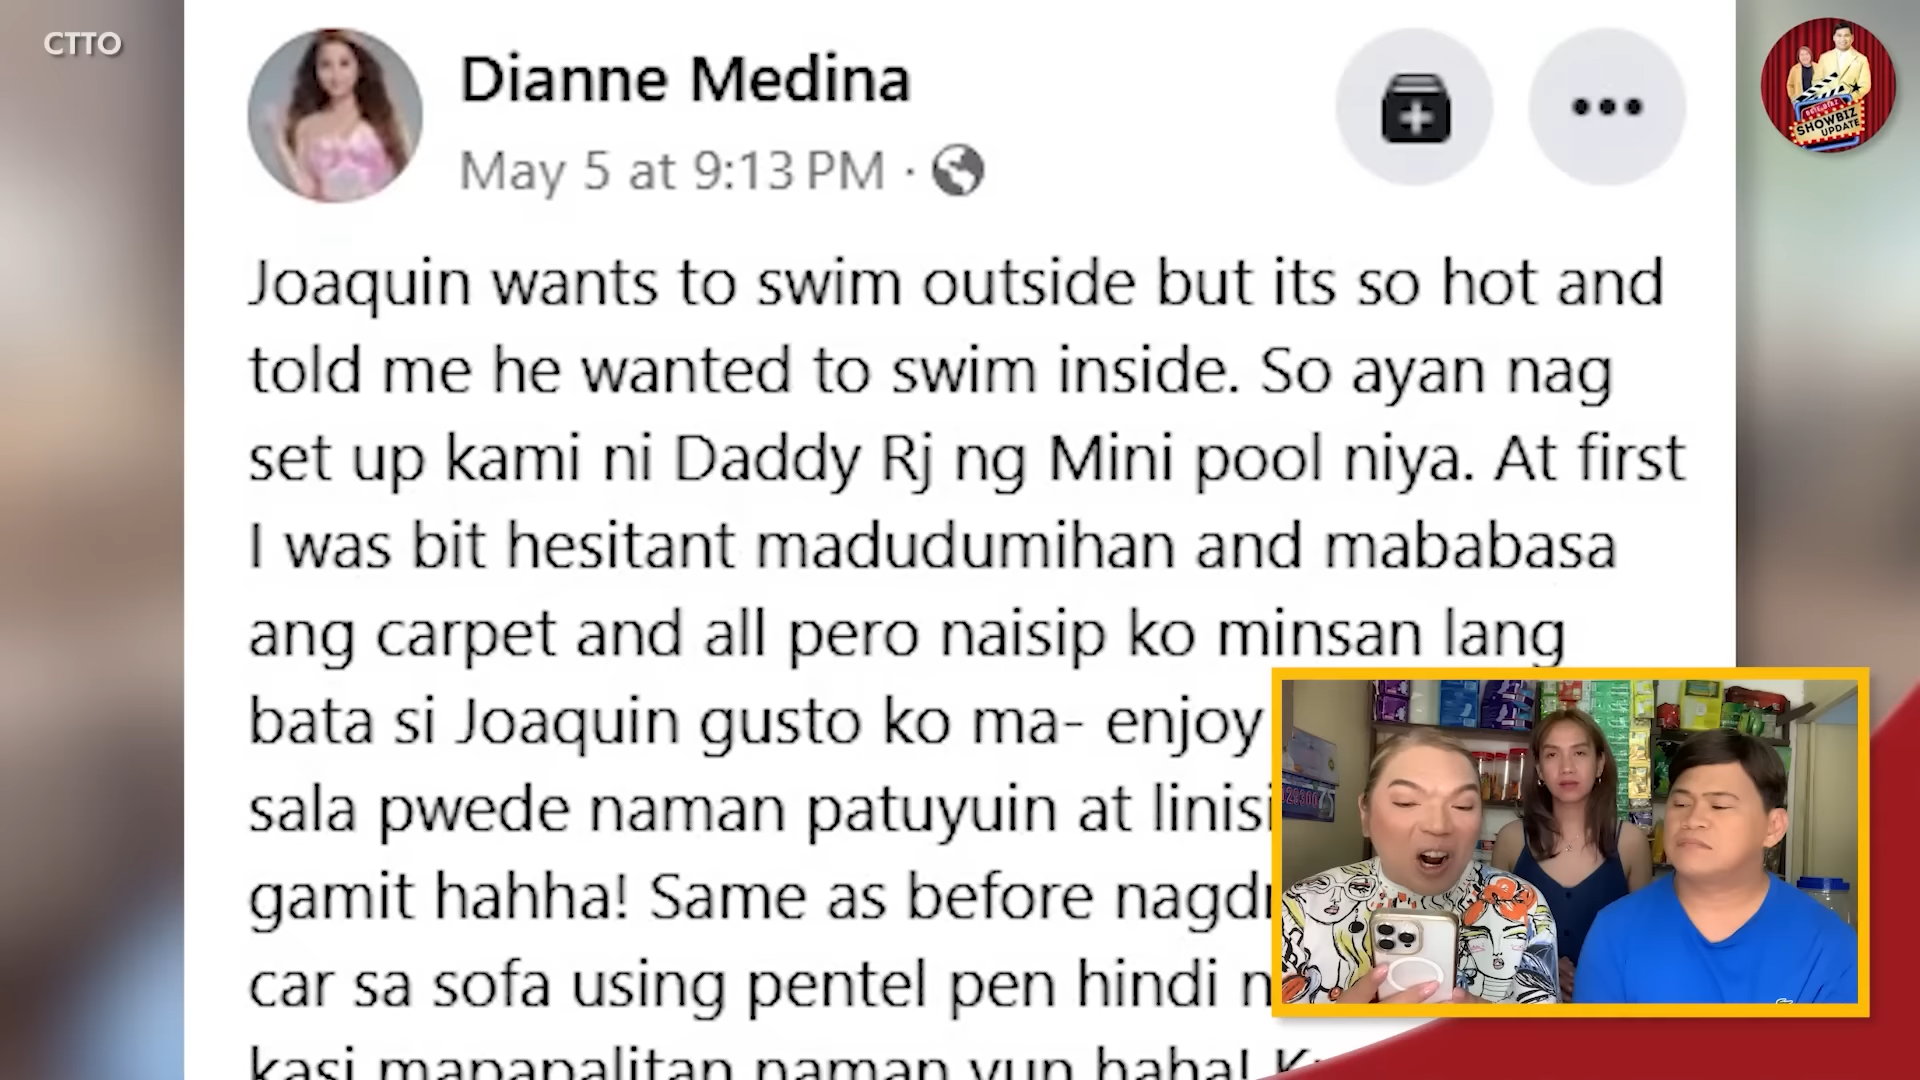 CTTO
Dianne Medina
May 5 at 9:13 PM ·
Joaquin wants to swim outside but its so hot and
told me he wanted to swim inside. So ayan nag
set up kami ni Daddy Rj ng Mini pool niya. At first
I was bit hesitant madudumihan and mababasa
ang carpet and all pero naisip ko minsan lang
bata si Joaquin gusto ko ma- enjoy
sala pwede naman patuyuin at linisi
gamit hahha! Same as before nagdr
car sa sofa using pentel pen hindi n
kasi mapapalitan naman yun haha!
SHOWBIZ
UPDATE